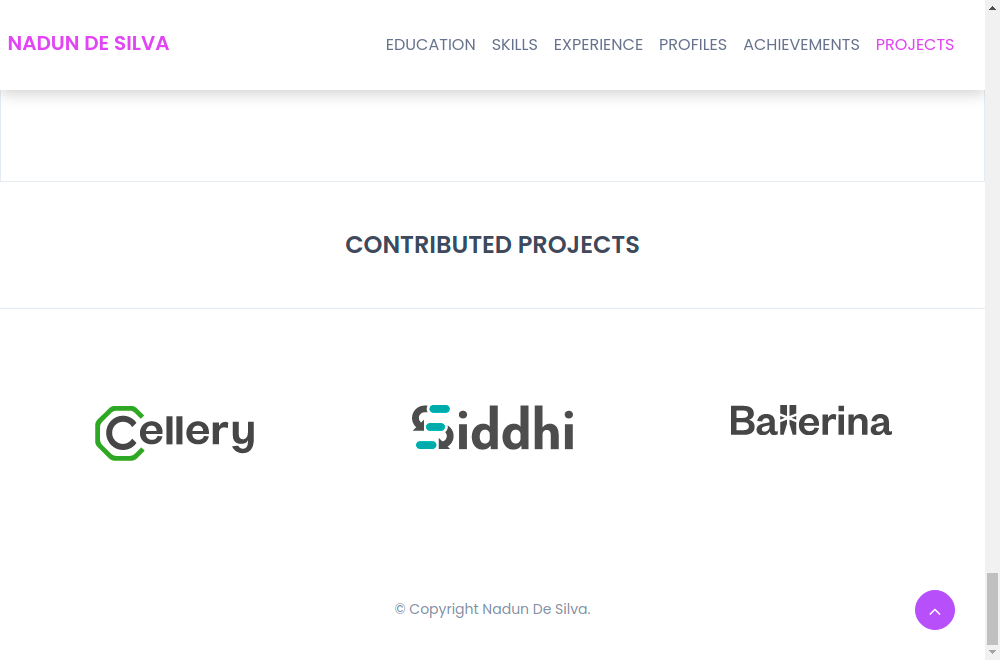 NADUN DE SILVA
EDUCATION SKILLS EXPERIENCE PROFILES ACHIEVEMENTS PROJECTS
CONTRIBUTED PROJECTS
Cellery Siddhi Ballerina
© Copyright Nadun De Silva.